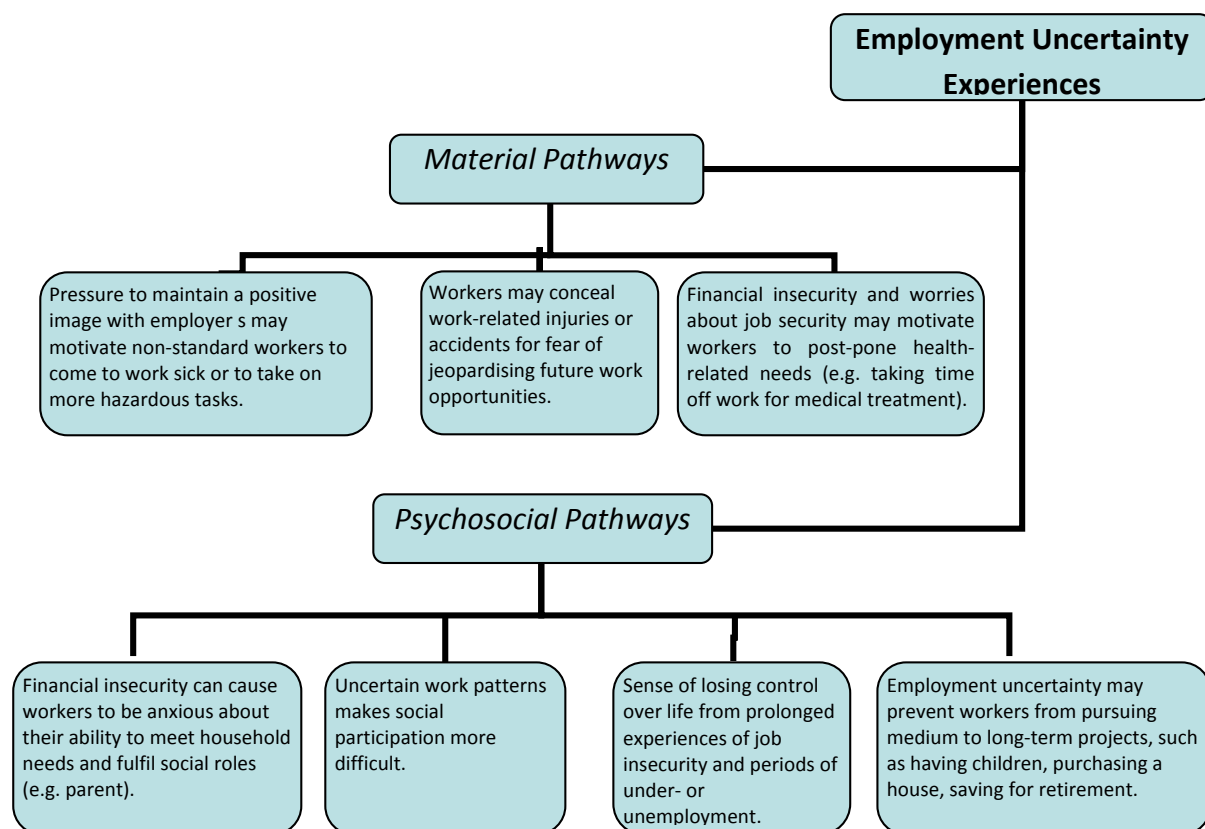 Employment Uncertainty
Experiences
Material Pathways
Pressure to maintain a positive
image with employer s may
motivate non-standard workers to
come to work sick or to take on
more hazardous tasks.
Workers may conceal
work-related injuries or
accidents for fear of
jeopardising future work
opportunities.
Financial insecurity and worries
about job security may motivate
workers to post-pone health-
related needs (e.g. taking time
off work for medical treatment).
Psychosocial Pathways
Financial insecurity can cause
workers to be anxious about
their ability to meet household
needs and fulfil social roles
(e.g. parent).
Uncertain work patterns
makes social
participation more
difficult.
Sense of losing control
over life from prolonged
experiences of job
insecurity and periods of
under- or
unemployment.
Employment uncertainty may
prevent workers from pursuing
medium to long-term projects, such
as having children, purchasing a
house, saving for retirement.